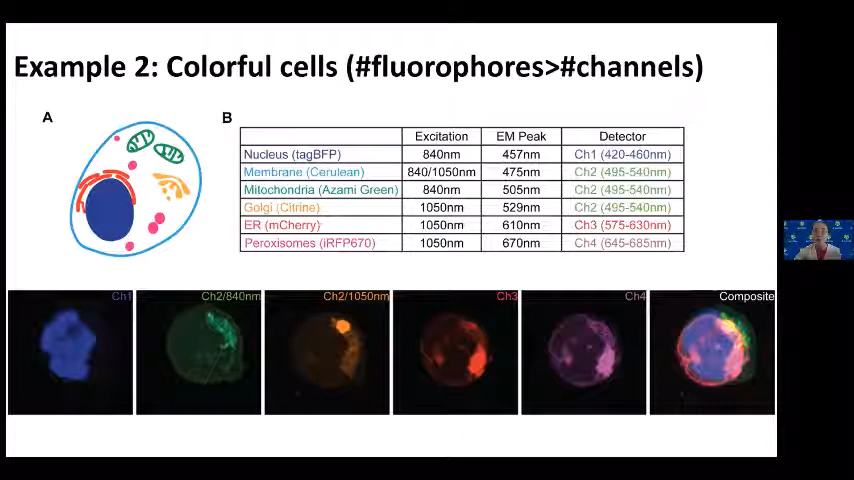 Example 2: Colorful cells (#fluorophores>#channels)
A
B
Excitation EM Peak Detector
Nucleus (tagBFP) 840nm 457nm Ch1 (420-460nm)
Membrane (Cerulean) 840/1050nm 475nm Ch2 (495-540nm)
Mitochondria (Azami Green) 840nm 505nm Ch2 (495-540nm)
Golgi (Citrine) 1050nm 529nm Ch2 (495-540nm)
ER (mCherry) 1050nm 610nm Ch3 (575-630nm)
Peroxisomes (iRFP670) 1050nm 670nm Ch4 (645-685nm)
Ch1 Ch2/840nm Ch2/1050nm Ch3 Ch4 Composite